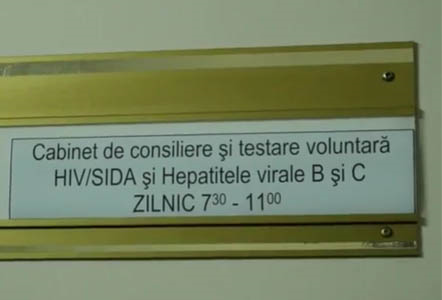 Cabinet de consiliere şi testare voluntară
HIV/SIDA şi Hepatitele virale B şi C
ZILNIC 7³⁰ - 11⁰⁰